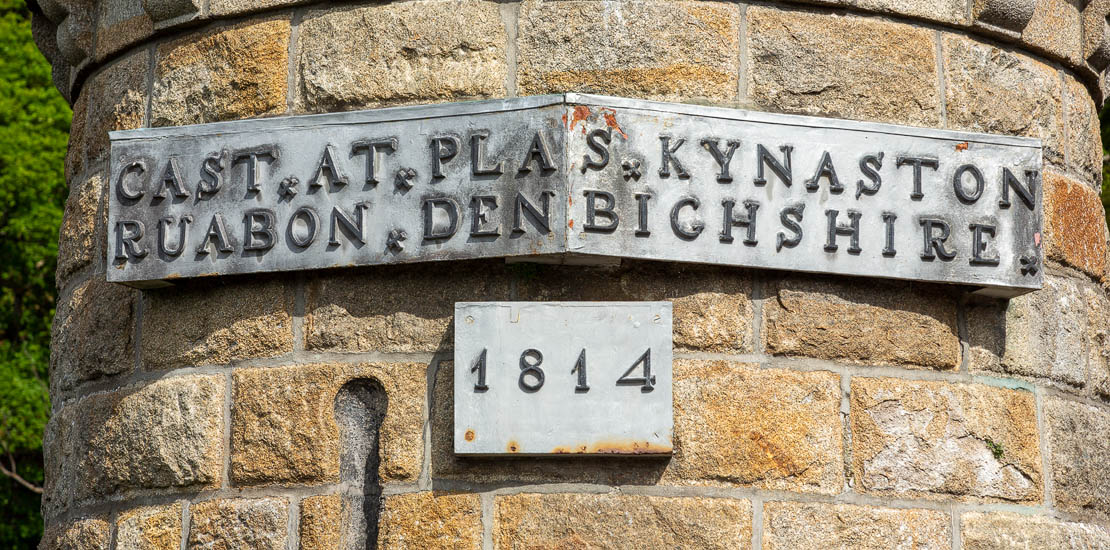 CAST. AT. PLAS. KYNASTON
RUABON. DENBIGHSHIRE.
1814